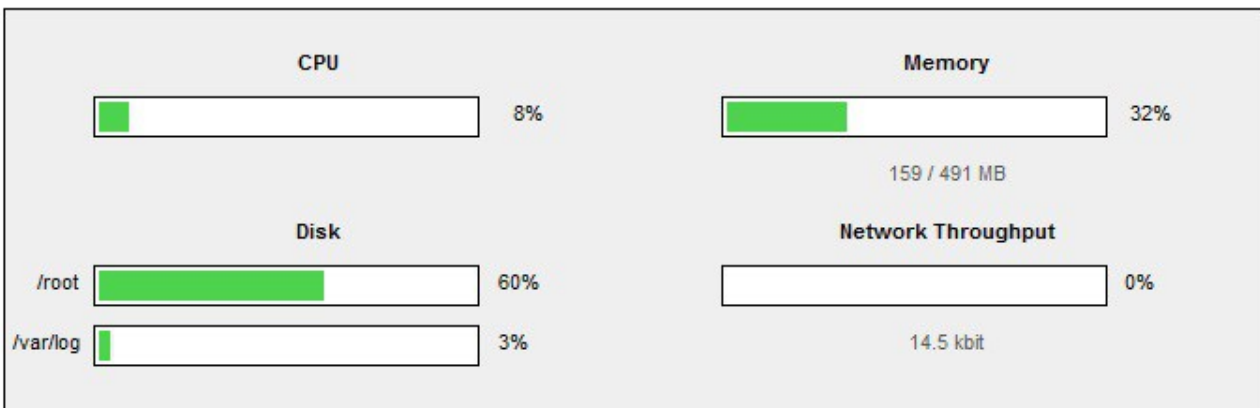 CPU
8%
Memory
32%
159 / 491 MB
Disk
/root 60%
/var/log 3%
Network Throughput
0%
14.5 kbit